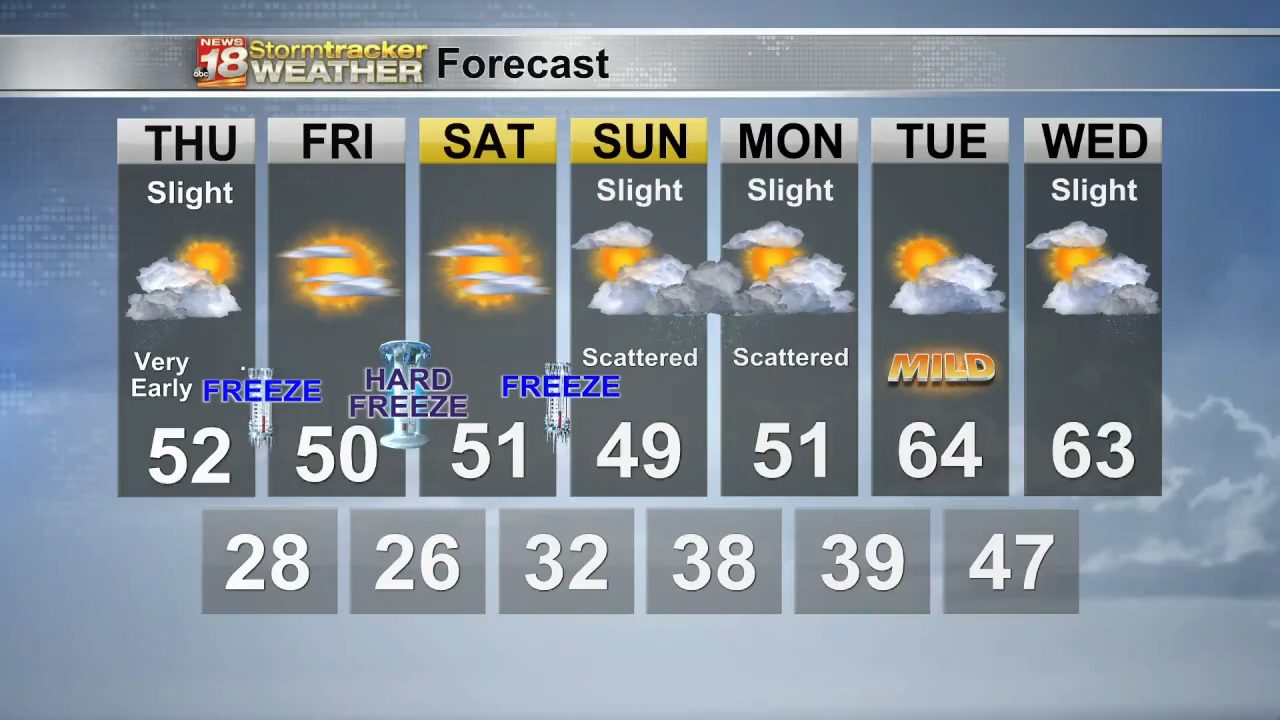 NEWS
abc 18
Stormtracker
WEATHER
Forecast
THU FRI SAT SUN MON TUE WED
Slight Slight Slight Slight
Very
Early
FREEZE
HARD
FREEZE
FREEZE
Scattered Scattered
MILD
52 50 51 49 51 64 63
28 26 32 38 39 47